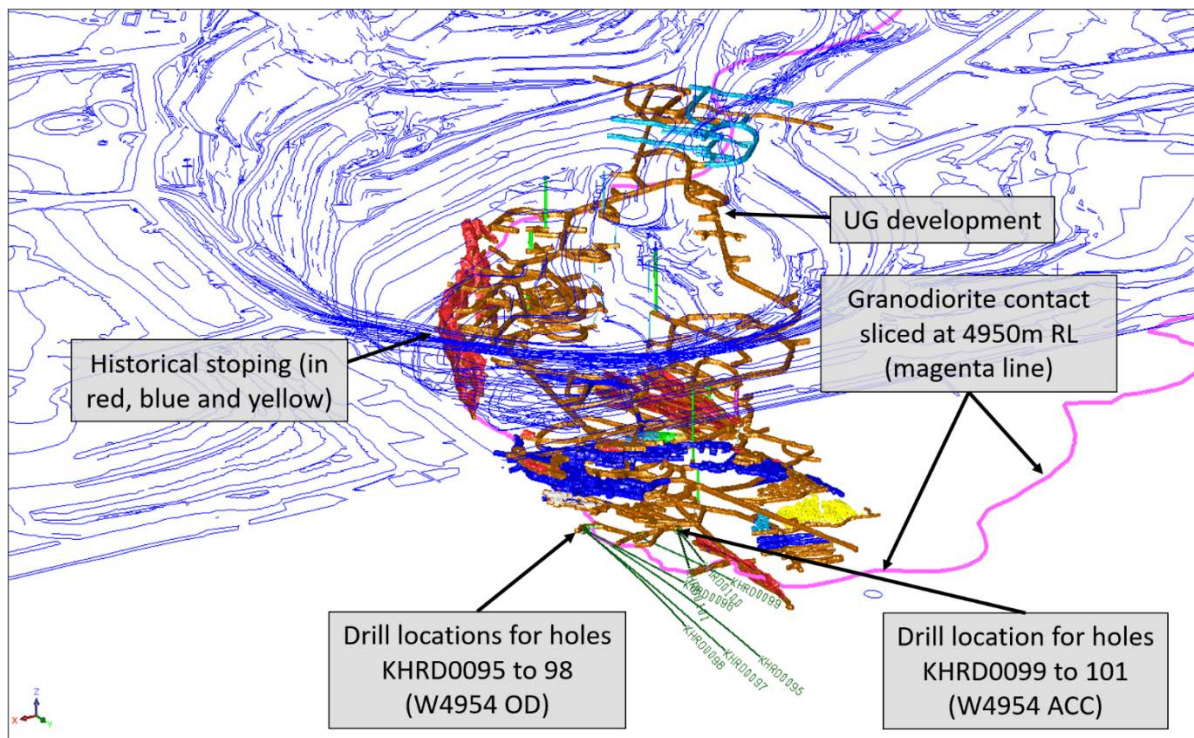 UG development
Granodiorite contact
sliced at 4950m RL
(magenta line)
Historical stoping (in
red, blue and yellow)
KHRD0099
KHRD0100
KHRD0096
KHRD0095
KHRD0097
KHRD0098
Drill locations for holes
KHRD0095 to 98
(W4954 OD)
Drill location for holes
KHRD0099 to 101
(W4954 ACC)
Z
X
Y